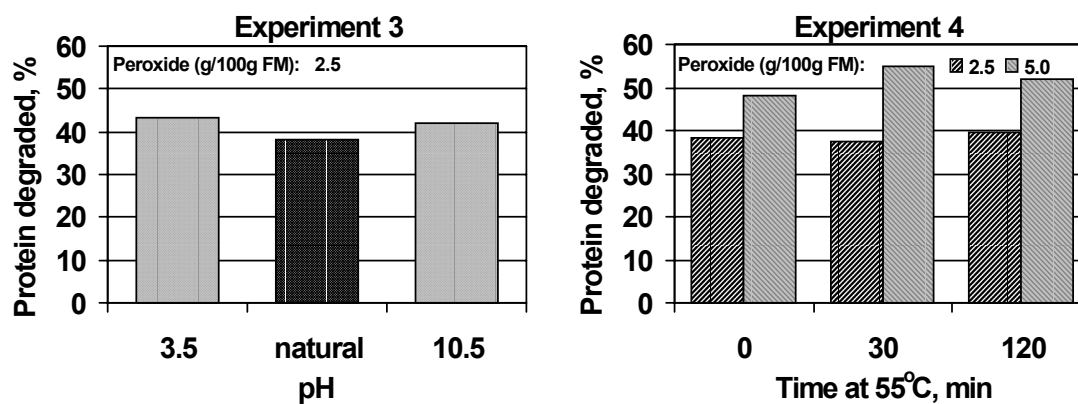 Experiment 3
Peroxide (g/100g FM): 2.5
Protein degraded, %
60
50
40
30
20
10
0
3.5 natural 10.5
pH
Experiment 4
Peroxide (g/100g FM): 2.5 5.0
Protein degraded, %
60
50
40
30
20
10
0
0 30 120
Time at 55°C, min